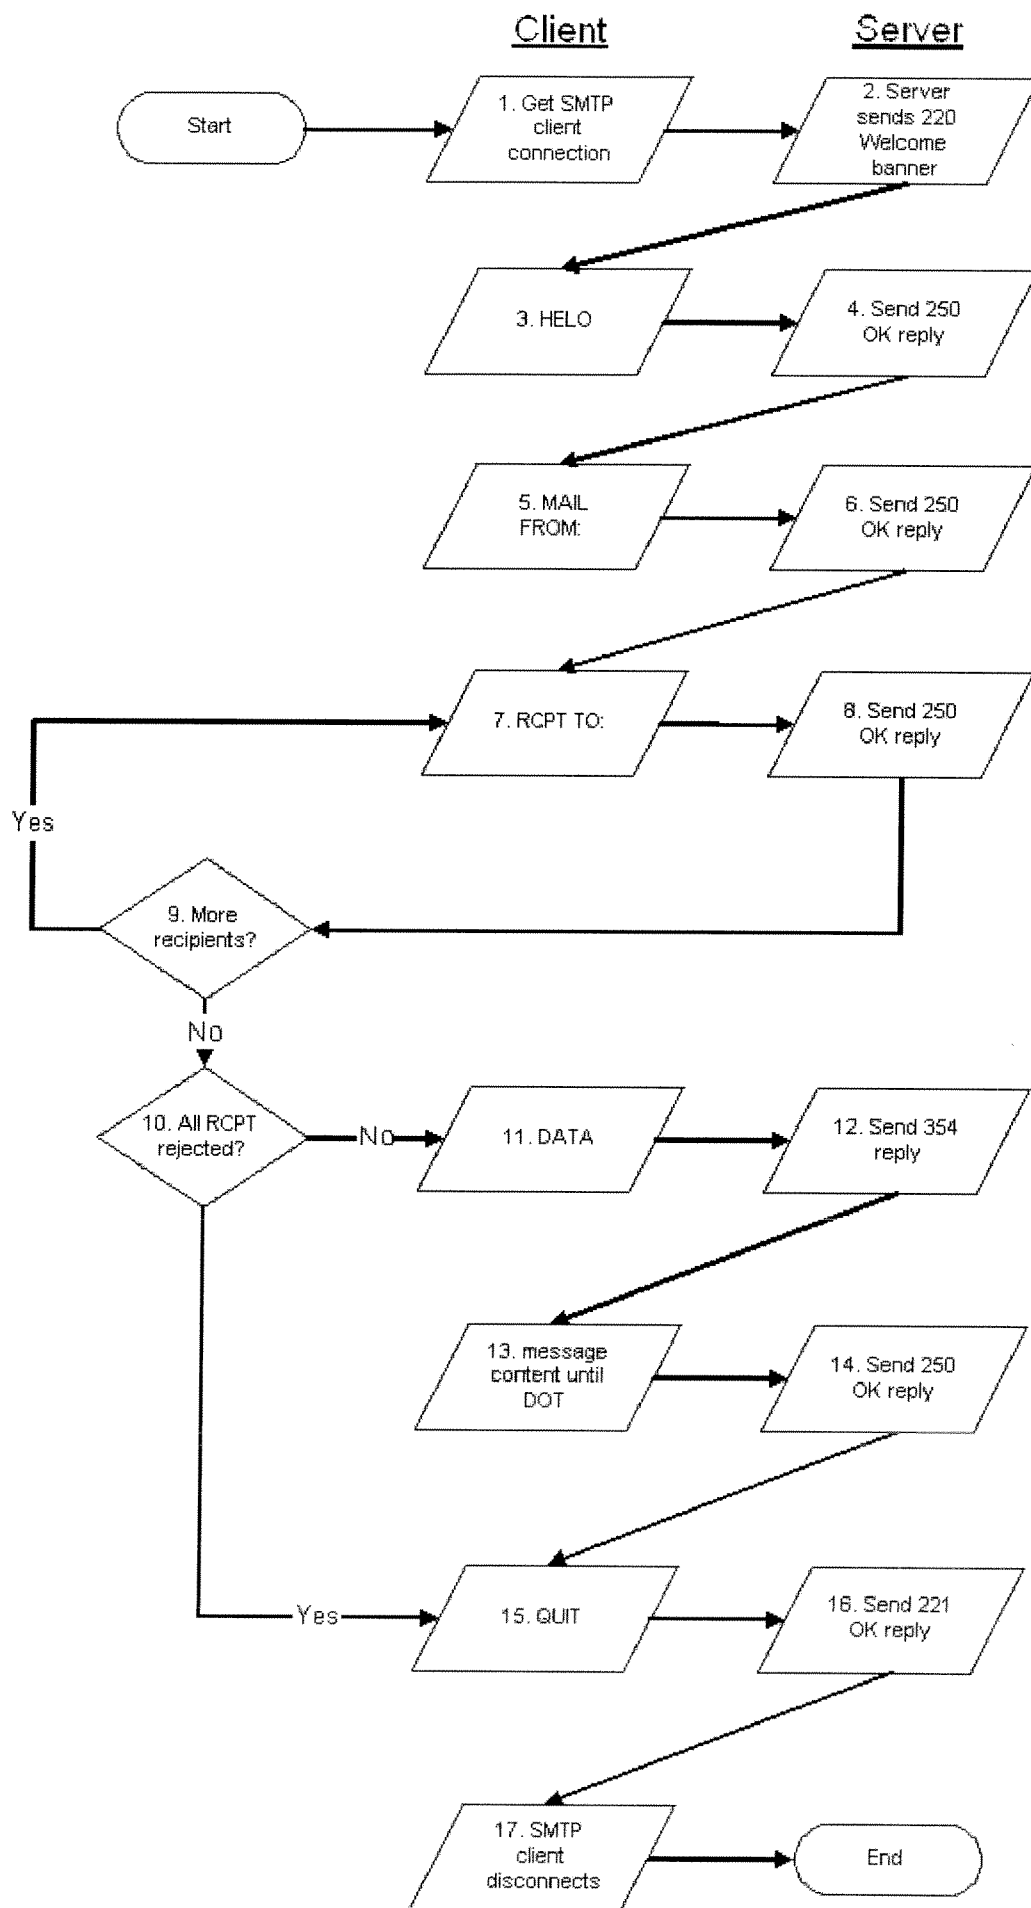 Client
Server
Start
1. Get SMTP
client
connection
2. Server
sends 220
Welcome
banner
3. HELO
4. Send 250
OK reply
5. MAIL
FROM:
6. Send 250
OK reply
7. RCPT TO:
8. Send 250
OK reply
Yes
9. More
recipients?
No
10. All RCPT
rejected?
No
11. DATA
12. Send 354
reply
13. message
content until
DOT
14. Send 250
OK reply
Yes
15. QUIT
16. Send 221
OK reply
17. SMTP
client
disconnects
End